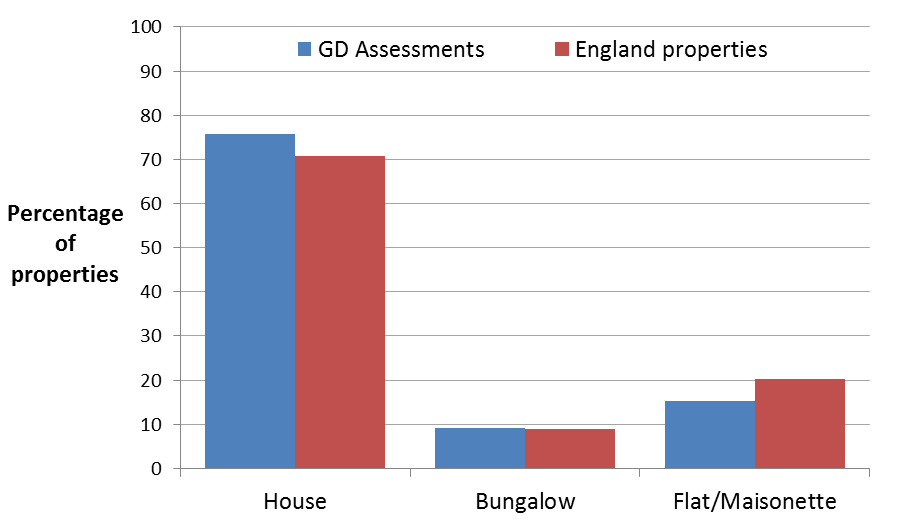 100
90
80
70
60
50
40
30
20
10
0
Percentage
of
properties
GD Assessments
England properties
House
Bungalow
Flat/Maisonette